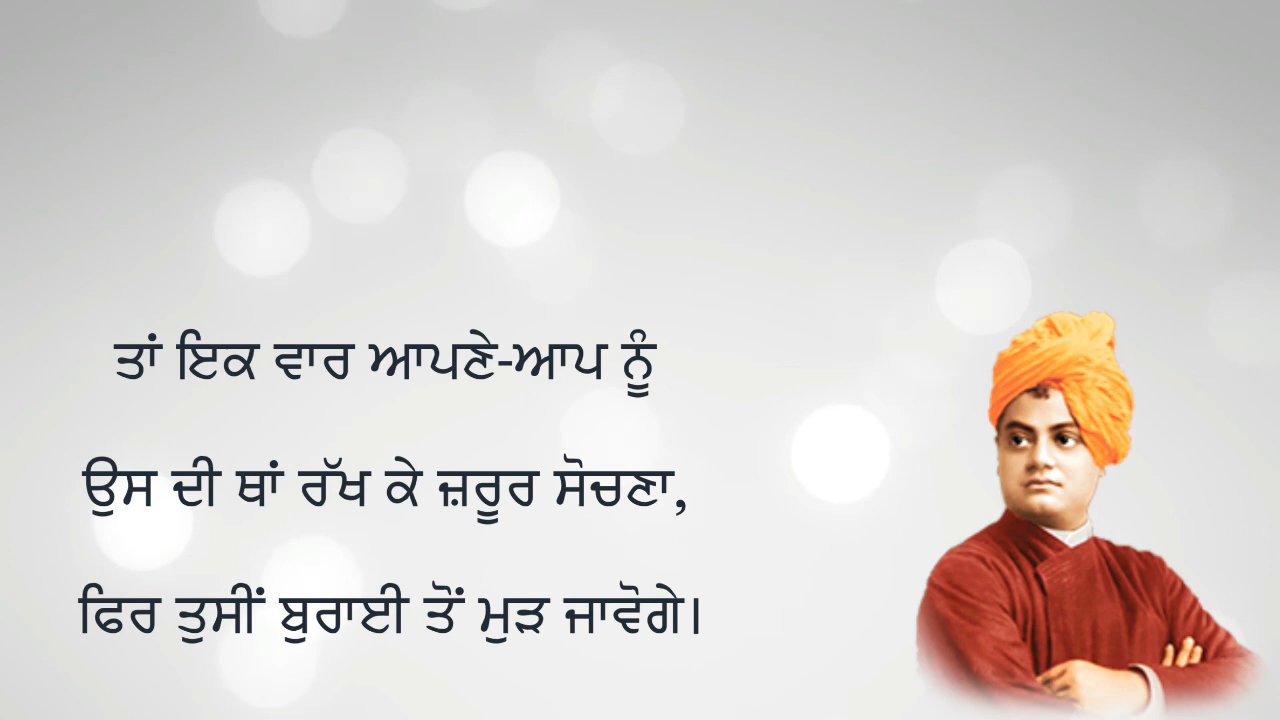 ਤਾਂ ਇਕ ਵਾਰ ਆਪਣੇ-ਆਪ ਨੂੰ
ਉਸ ਦੀ ਥਾਂ ਰੱਖ ਕੇ ਜ਼ਰੂਰ ਸੋਚਣਾ,
ਫਿਰ ਤੁਸੀਂ ਬੁਰਾਈ ਤੋਂ ਮੁੜ ਜਾਵੋਗੇ।